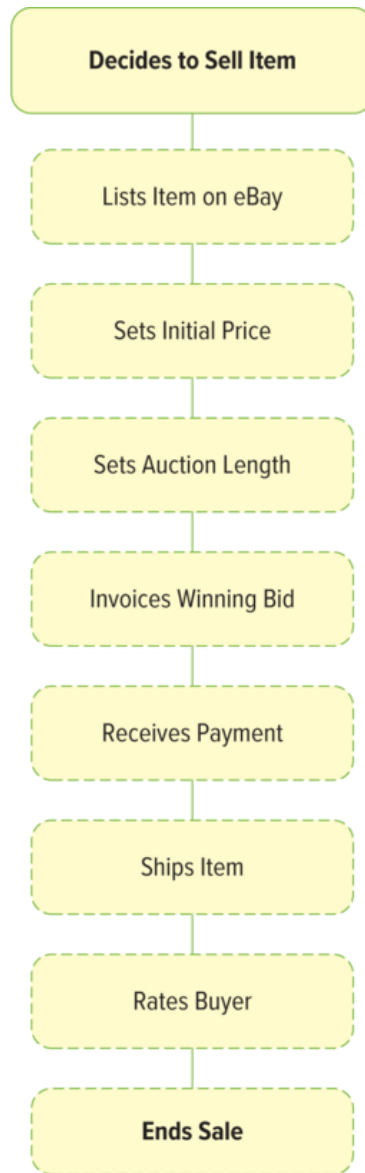 Decides to Sell Item
Lists Item on eBay
Sets Initial Price
Sets Auction Length
Invoices Winning Bid
Receives Payment
Ships Item
Rates Buyer
Ends Sale